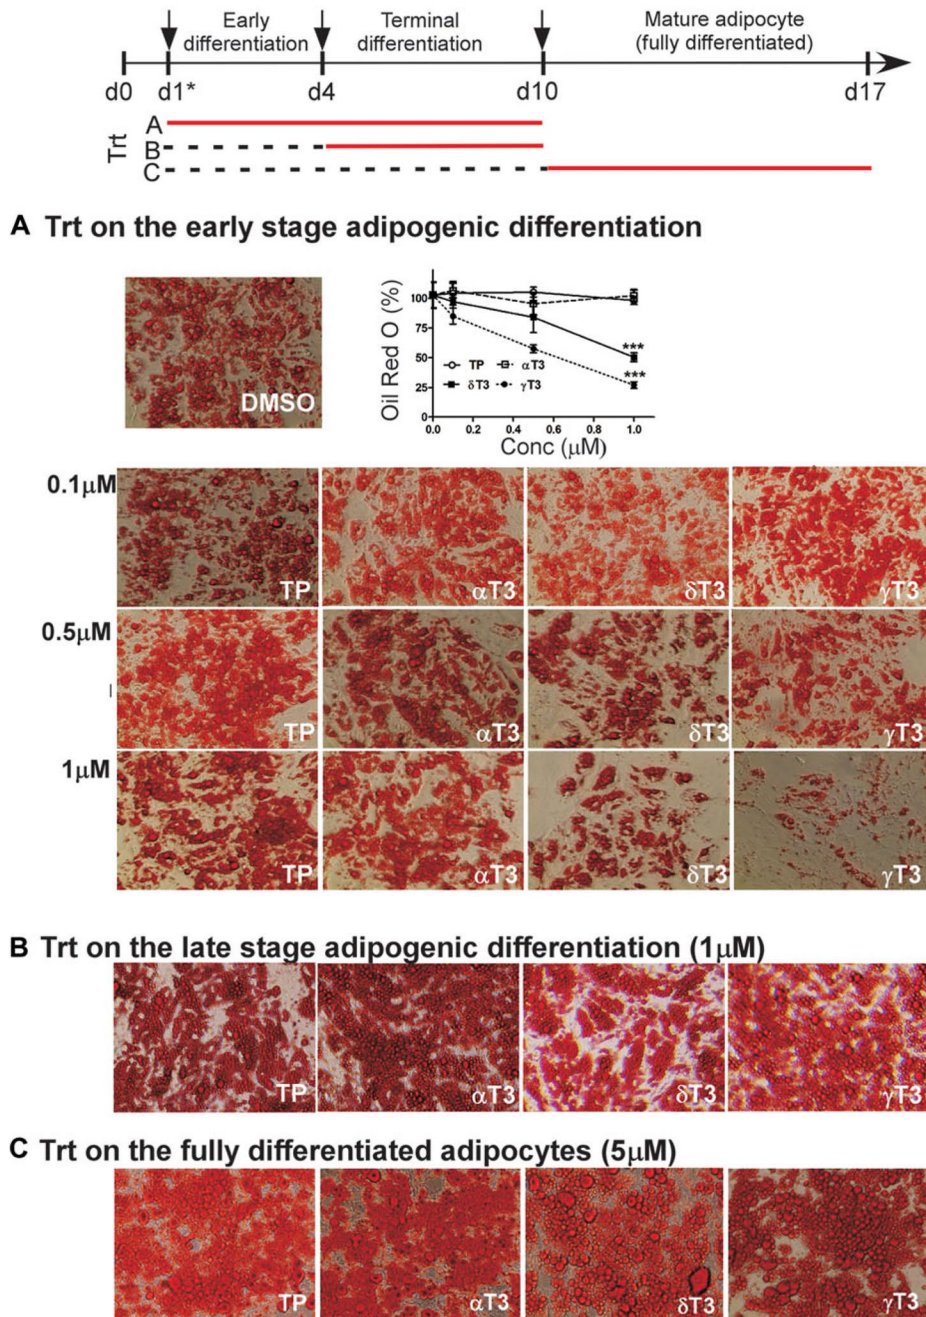 Early
differentiation
Terminal
differentiation
Mature adipocyte
(fully differentiated)
d0 d1* d4 d10 d17
Trt
A
B
C
A Trt on the early stage adipogenic differentiation
DMSO
Oil Red O (%)
100
75
50
25
0
***
***
TP αT3
δT3 γT3
0.0 0.2 0.4 0.6 0.8 1.0
Conc (μM)
0.1μM
TP αT3 δT3 γT3
0.5μM
TP αT3 δT3 γT3
1μM
TP αT3 δT3 γT3
B Trt on the late stage adipogenic differentiation (1μM)
TP αT3 δT3 γT3
C Trt on the fully differentiated adipocytes (5μM)
TP αT3 δT3 γT3